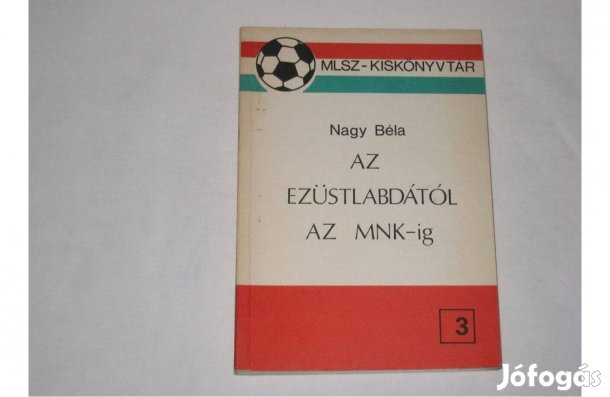 MLSZ-KISKÖNYVTÁR
Nagy Béla
AZ
EZÜSTLABDÁTÓL
AZ MNK-ig
3
Jófogás